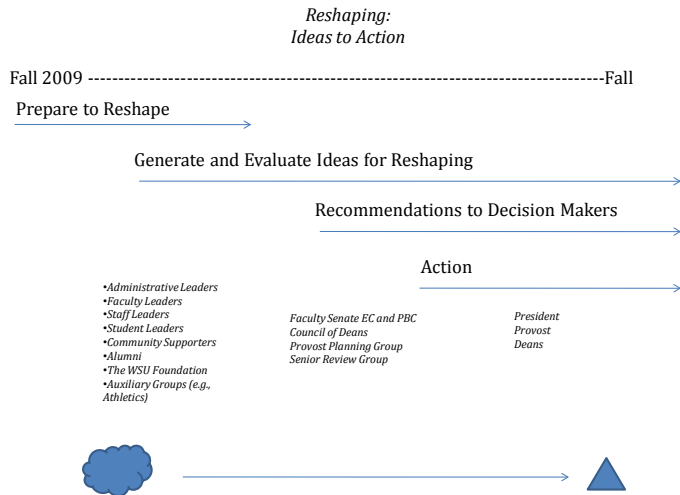 Reshaping:
Ideas to Action
Fall 2009 --------------------------------------------------------------------------------------Fall
Prepare to Reshape
Generate and Evaluate Ideas for Reshaping
Recommendations to Decision Makers
Action
•Administrative Leaders
•Faculty Leaders
•Staff Leaders
•Student Leaders
•Community Supporters
•Alumni
•The WSU Foundation
•Auxiliary Groups (e.g.,
Athletics)
Faculty Senate EC and PBC
Council of Deans
Provost Planning Group
Senior Review Group
President
Provost
Deans